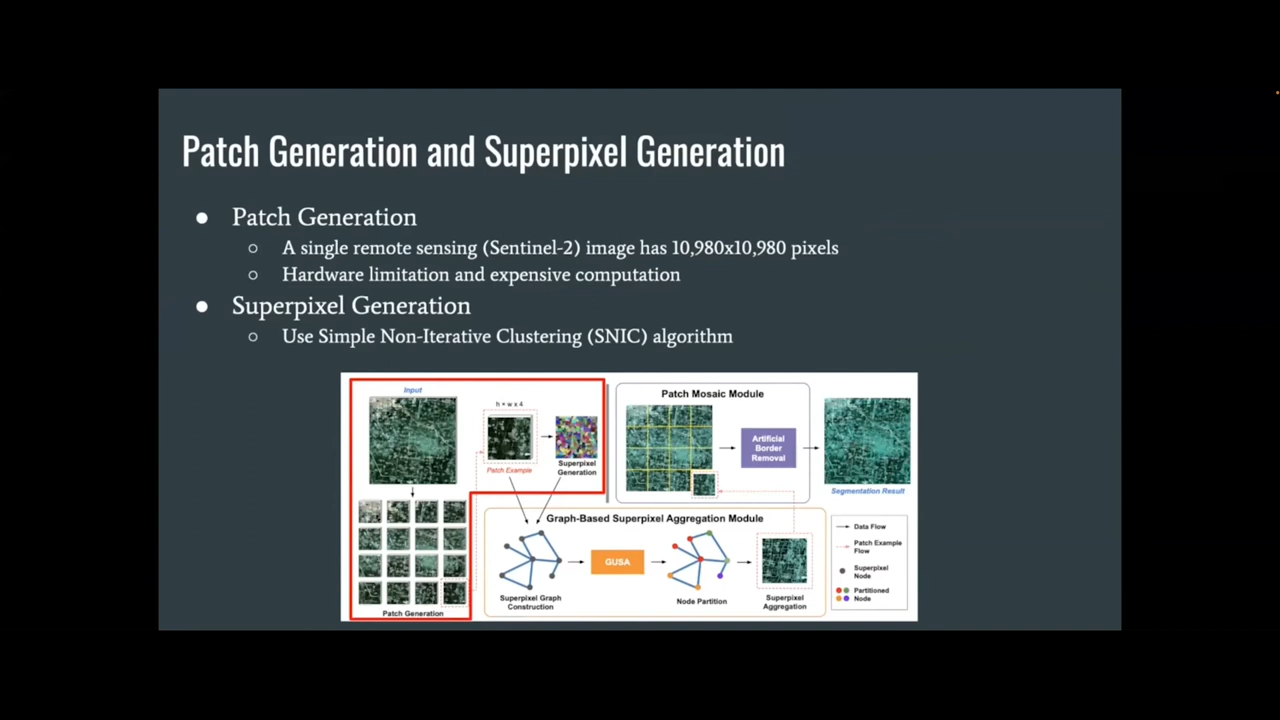 Patch Generation and Superpixel Generation
● Patch Generation
○ A single remote sensing (Sentinel-2) image has 10,980x10,980 pixels
○ Hardware limitation and expensive computation
● Superpixel Generation
○ Use Simple Non-Iterative Clustering (SNIC) algorithm
Input
h × w x 4
Patch Example
Superpixel
Generation
Patch Generation
Patch Mosaic Module
Artificial
Border
Removal
Segmentation Result
Graph-Based Superpixel Aggregation Module
Superpixel Graph
Construction
GUSA
Node Partition
Superpixel
Aggregation
Data Flow
Patch Example
Flow
Superpixel
Node
Partitioned
Node